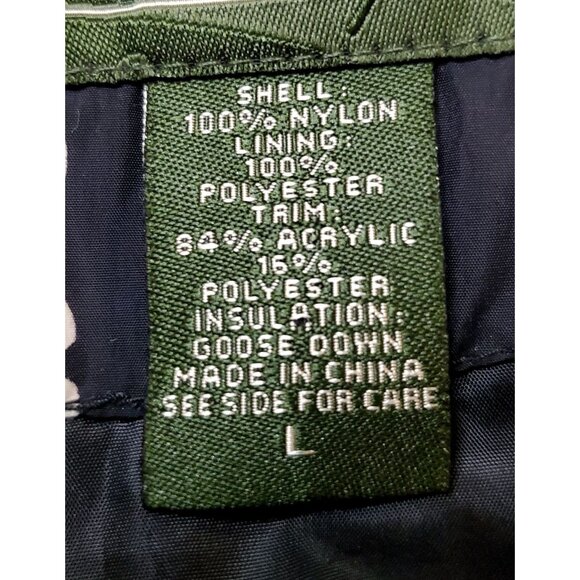 SHELL:
100% NYLON
LINING:
100%
POLYESTER
TRIM:
84% ACRYLIC
16%
POLYESTER
INSULATION:
GOOSE DOWN
MADE IN CHINA
SEE SIDE FOR CARE
L